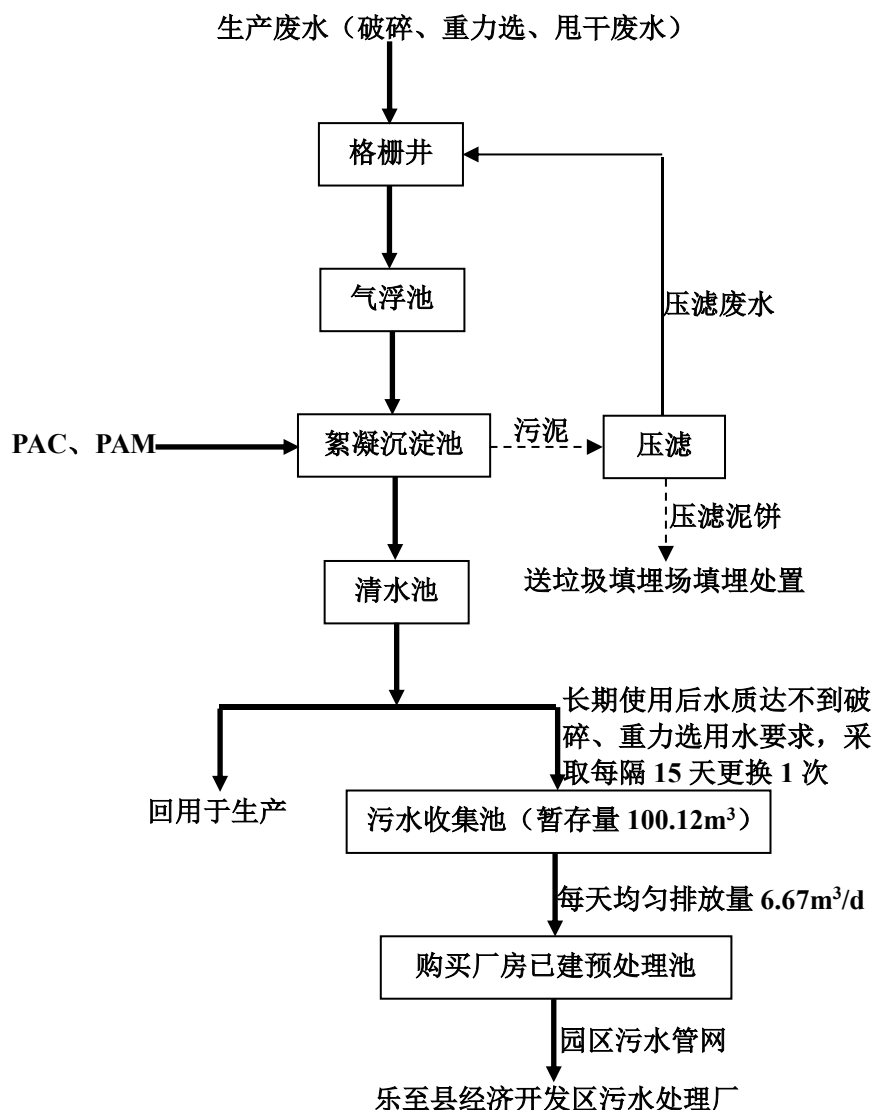 生产废水（破碎、重力选、甩干废水）
格栅井
气浮池
压滤废水
PAC、PAM
絮凝沉淀池
污泥
压滤
压滤泥饼
送垃圾填埋场填埋处置
清水池
长期使用后水质达不到破
碎、重力选用水要求，采
取每隔 15 天更换 1 次
回用于生产
污水收集池（暂存量 100.12m³）
每天均匀排放量 6.67m³/d
购买厂房已建预处理池
园区污水管网
乐至县经济开发区污水处理厂